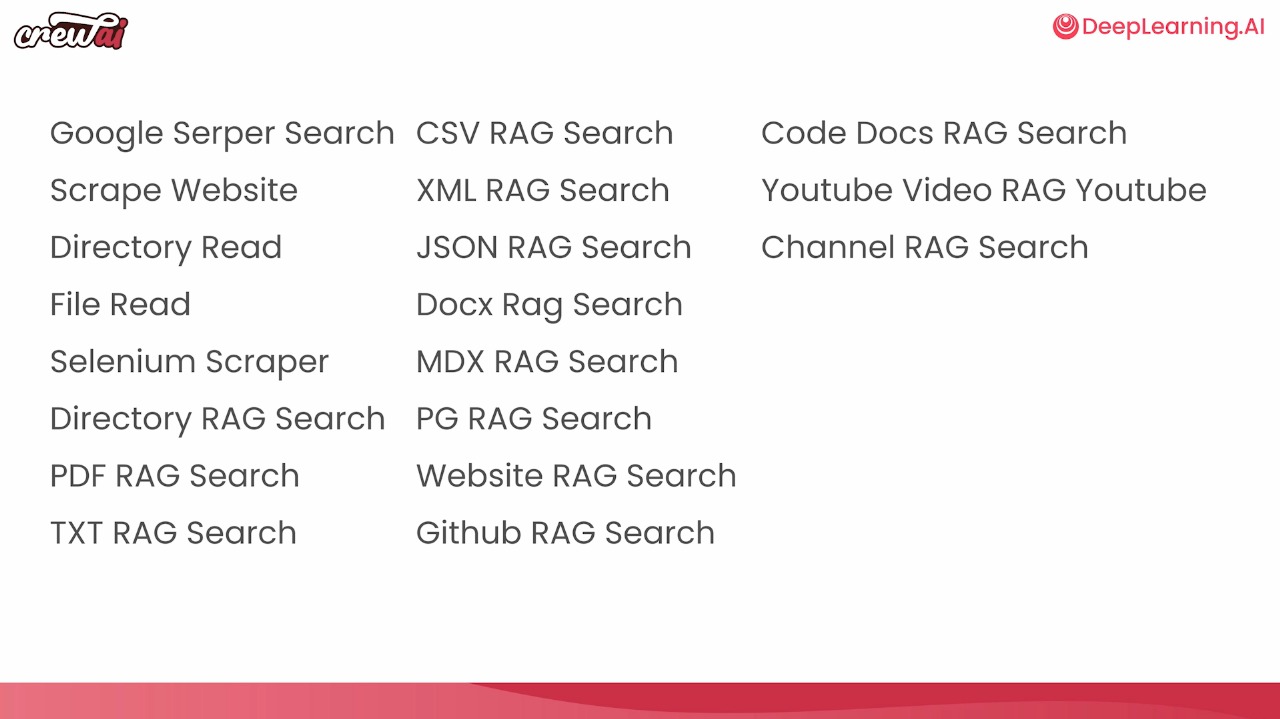 crewai
DeepLearning.AI
Google Serper Search
Scrape Website
Directory Read
File Read
Selenium Scraper
Directory RAG Search
PDF RAG Search
TXT RAG Search
CSV RAG Search
XML RAG Search
JSON RAG Search
Docx Rag Search
MDX RAG Search
PG RAG Search
Website RAG Search
Github RAG Search
Code Docs RAG Search
Youtube Video RAG Youtube
Channel RAG Search